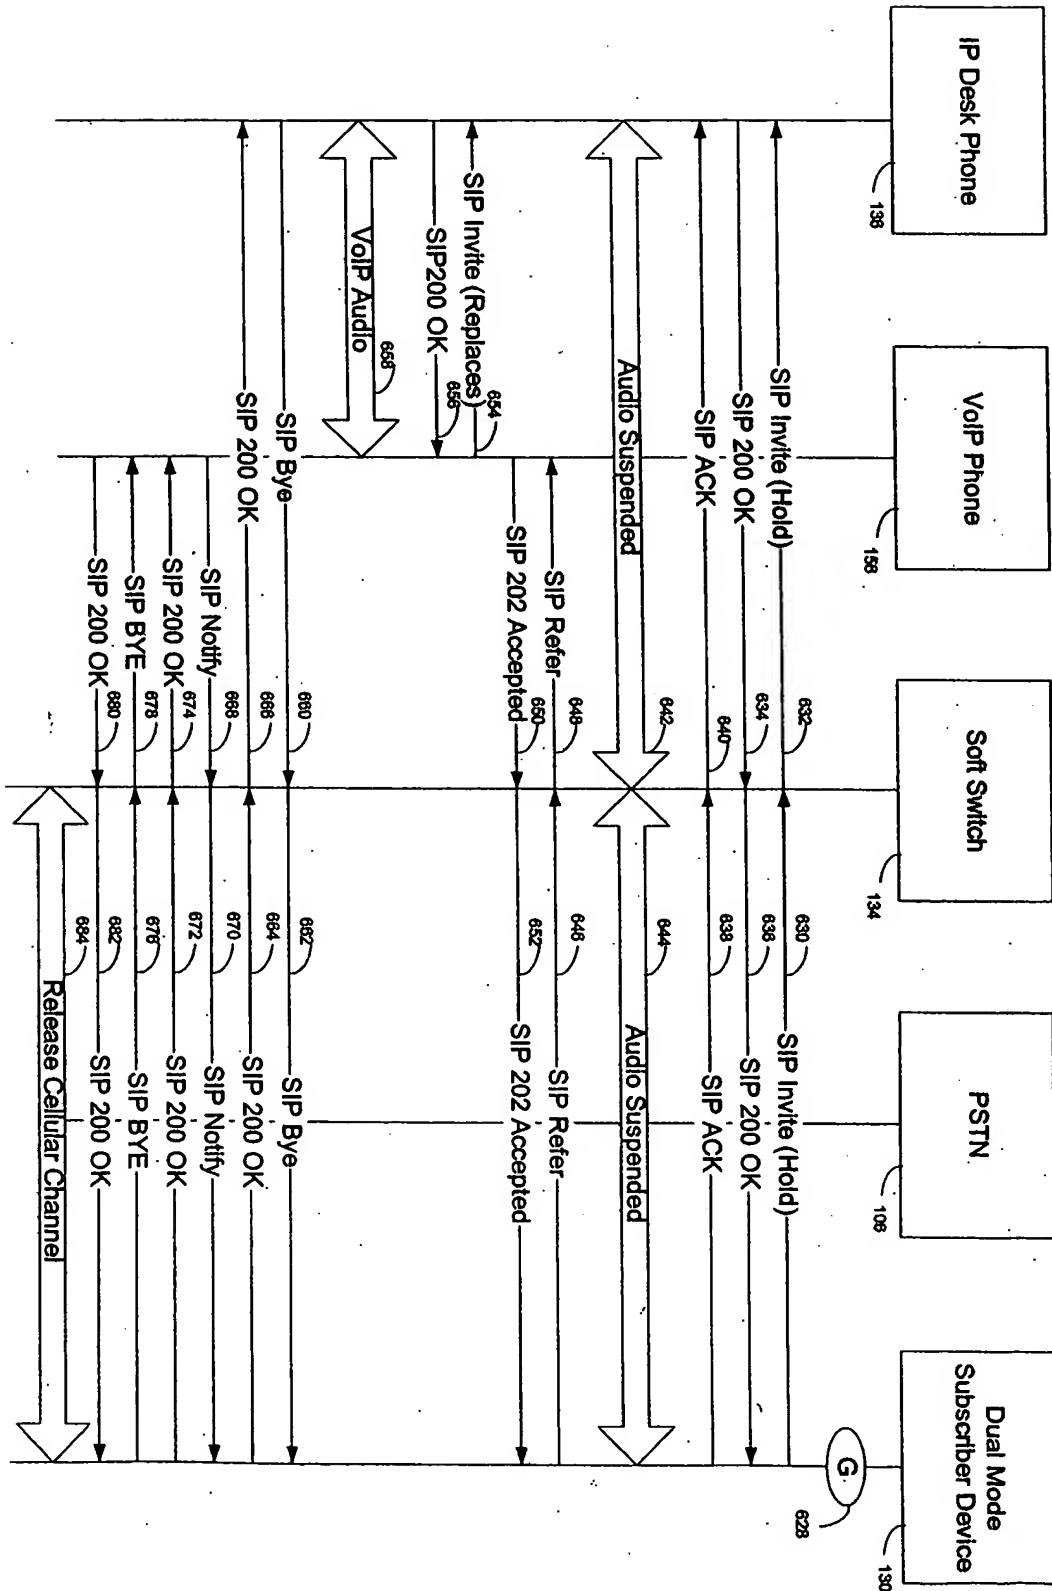 IP Desk Phone
138
VoIP Phone
158
Soft Switch
134
PSTN
106
Dual Mode
Subscriber Device
130
G
628
SIP Invite (Hold)
630
SIP Invite (Hold)
632
SIP 200 OK
634
SIP 200 OK
636
SIP ACK
638
SIP ACK
640
Audio Suspended
642
Audio Suspended
644
SIP Refer
646
SIP Refer
648
SIP 202 Accepted
650
SIP 202 Accepted
652
SIP Invite (Replaces)
654
SIP200 OK
656
VoIP Audio
658
SIP Bye
660
SIP Bye
662
SIP 200 OK
664
SIP 200 OK
666
SIP Notify
668
SIP Notify
670
SIP 200 OK
672
SIP 200 OK
674
SIP BYE
676
SIP BYE
678
SIP 200 OK
680
SIP 200 OK
682
Release Cellular Channel
684